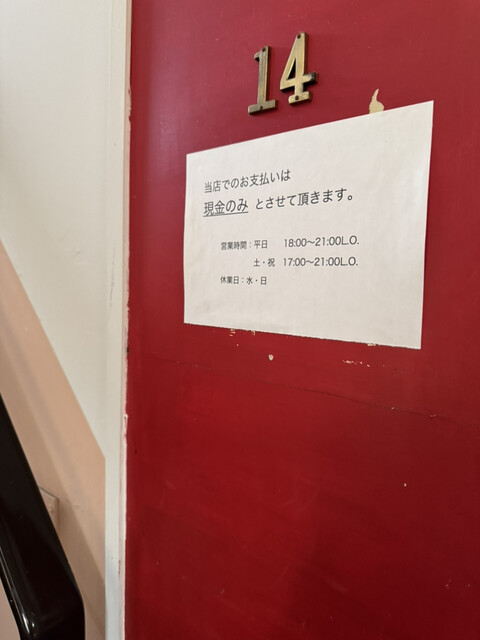 14
当店でのお支払いは
現金のみ とさせて頂きます。
営業時間：平日 18:00〜21:00L.O.
土・祝 17:00〜21:00L.O.
休業日：水・日